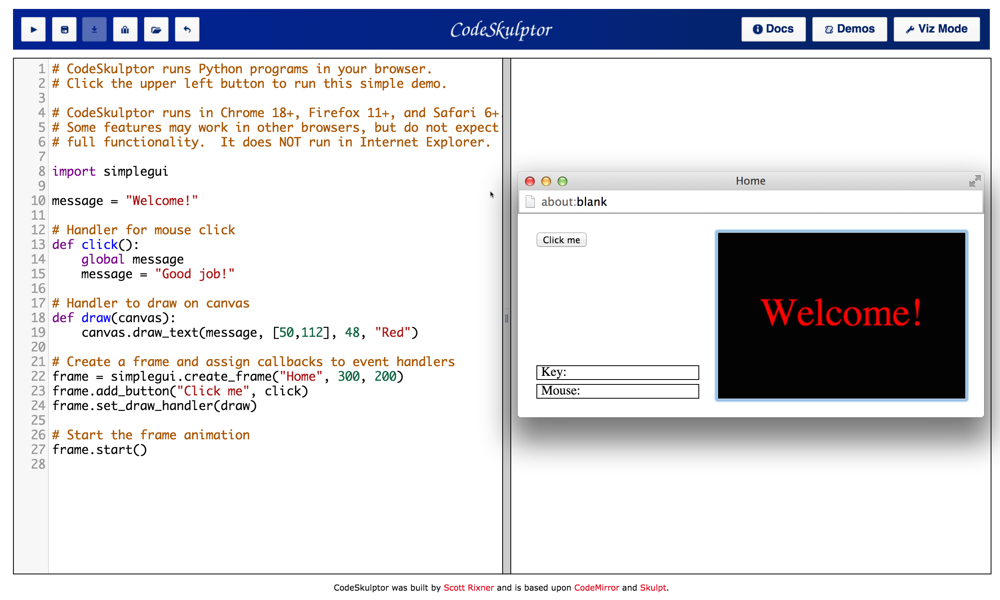 CodeSkulptor
Docs
Demos
Viz Mode
1 # CodeSkulptor runs Python programs in your browser.
2 # Click the upper left button to run this simple demo.
3
4 # CodeSkulptor runs in Chrome 18+, Firefox 11+, and Safari 6+.
5 # Some features may work in other browsers, but do not expect
6 # full functionality.  It does NOT run in Internet Explorer.
7
8 import simplegui
9
10 message = "Welcome!"
11
12 # Handler for mouse click
13 def click():
14     global message
15     message = "Good job!"
16
17 # Handler to draw on canvas
18 def draw(canvas):
19     canvas.draw_text(message, [50,112], 48, "Red")
20
21 # Create a frame and assign callbacks to event handlers
22 frame = simplegui.create_frame("Home", 300, 200)
23 frame.add_button("Click me", click)
24 frame.set_draw_handler(draw)
25
26 # Start the frame animation
27 frame.start()
28
Home
about:blank
Click me
Welcome!
Key:
Mouse:
CodeSkulptor was built by Scott Rixner and is based upon CodeMirror and Skulpt.